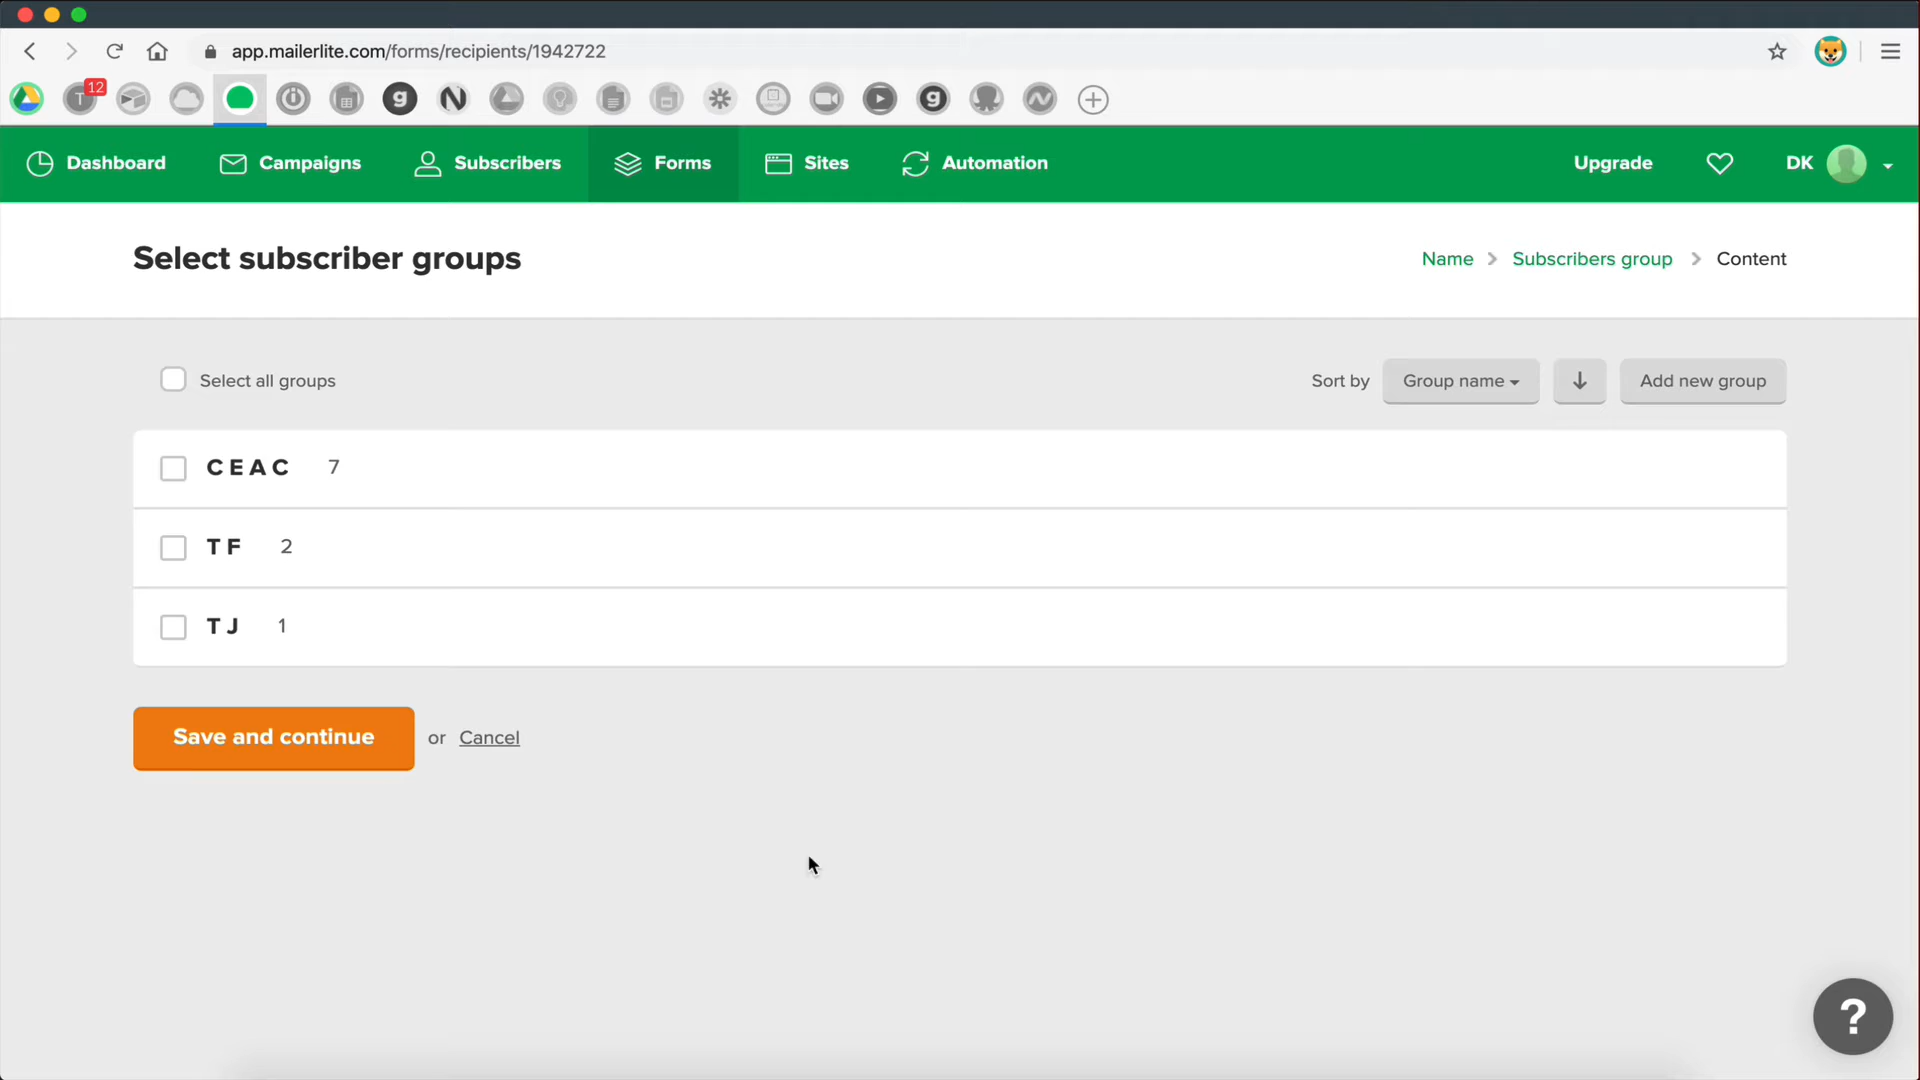 app.mailerlite.com/forms/recipients/1942722
T 12 g N g
Dashboard Campaigns Subscribers Forms Sites Automation Upgrade DK
Select subscriber groups
Name > Subscribers group > Content
Select all groups
Sort by Group name Add new group
CEAC 7
TF 2
TJ 1
Save and continue or Cancel
?